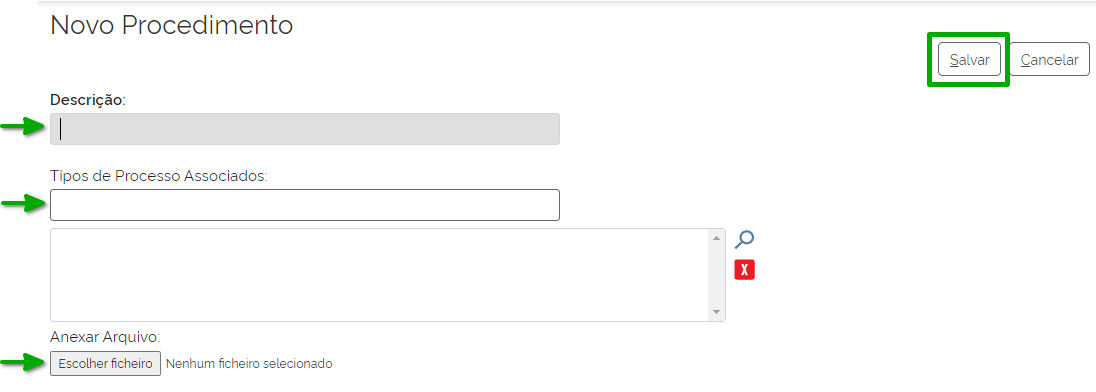 Novo Procedimento
Salvar
Cancelar
Descrição:
Tipos de Processo Associados:
X
Anexar Arquivo:
Escolher ficheiro Nenhum ficheiro selecionado